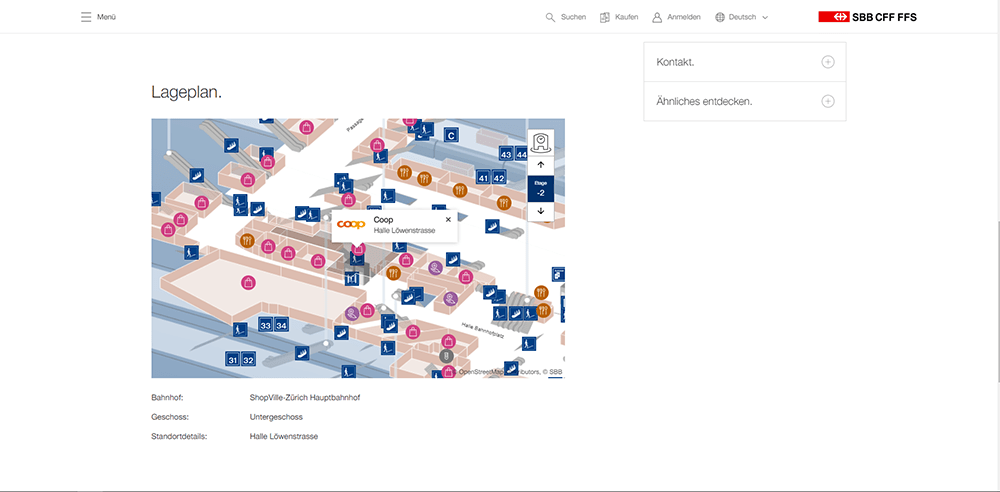 Menü
Suchen
Kaufen
Anmelden
Deutsch
SBB CFF FFS
Kontakt.
Ähnliches entdecken.
Lageplan.
Passage
C
43 44
41 42
Etage
-2
coop
Coop
Halle Löwenstrasse
33 34
Halle Bahnhofplatz
31 32
OpenStreetMap
butors, © SBB
Bahnhof:
ShopVille-Zürich Hauptbahnhof
Geschoss:
Untergeschoss
Standortdetails:
Halle Löwenstrasse